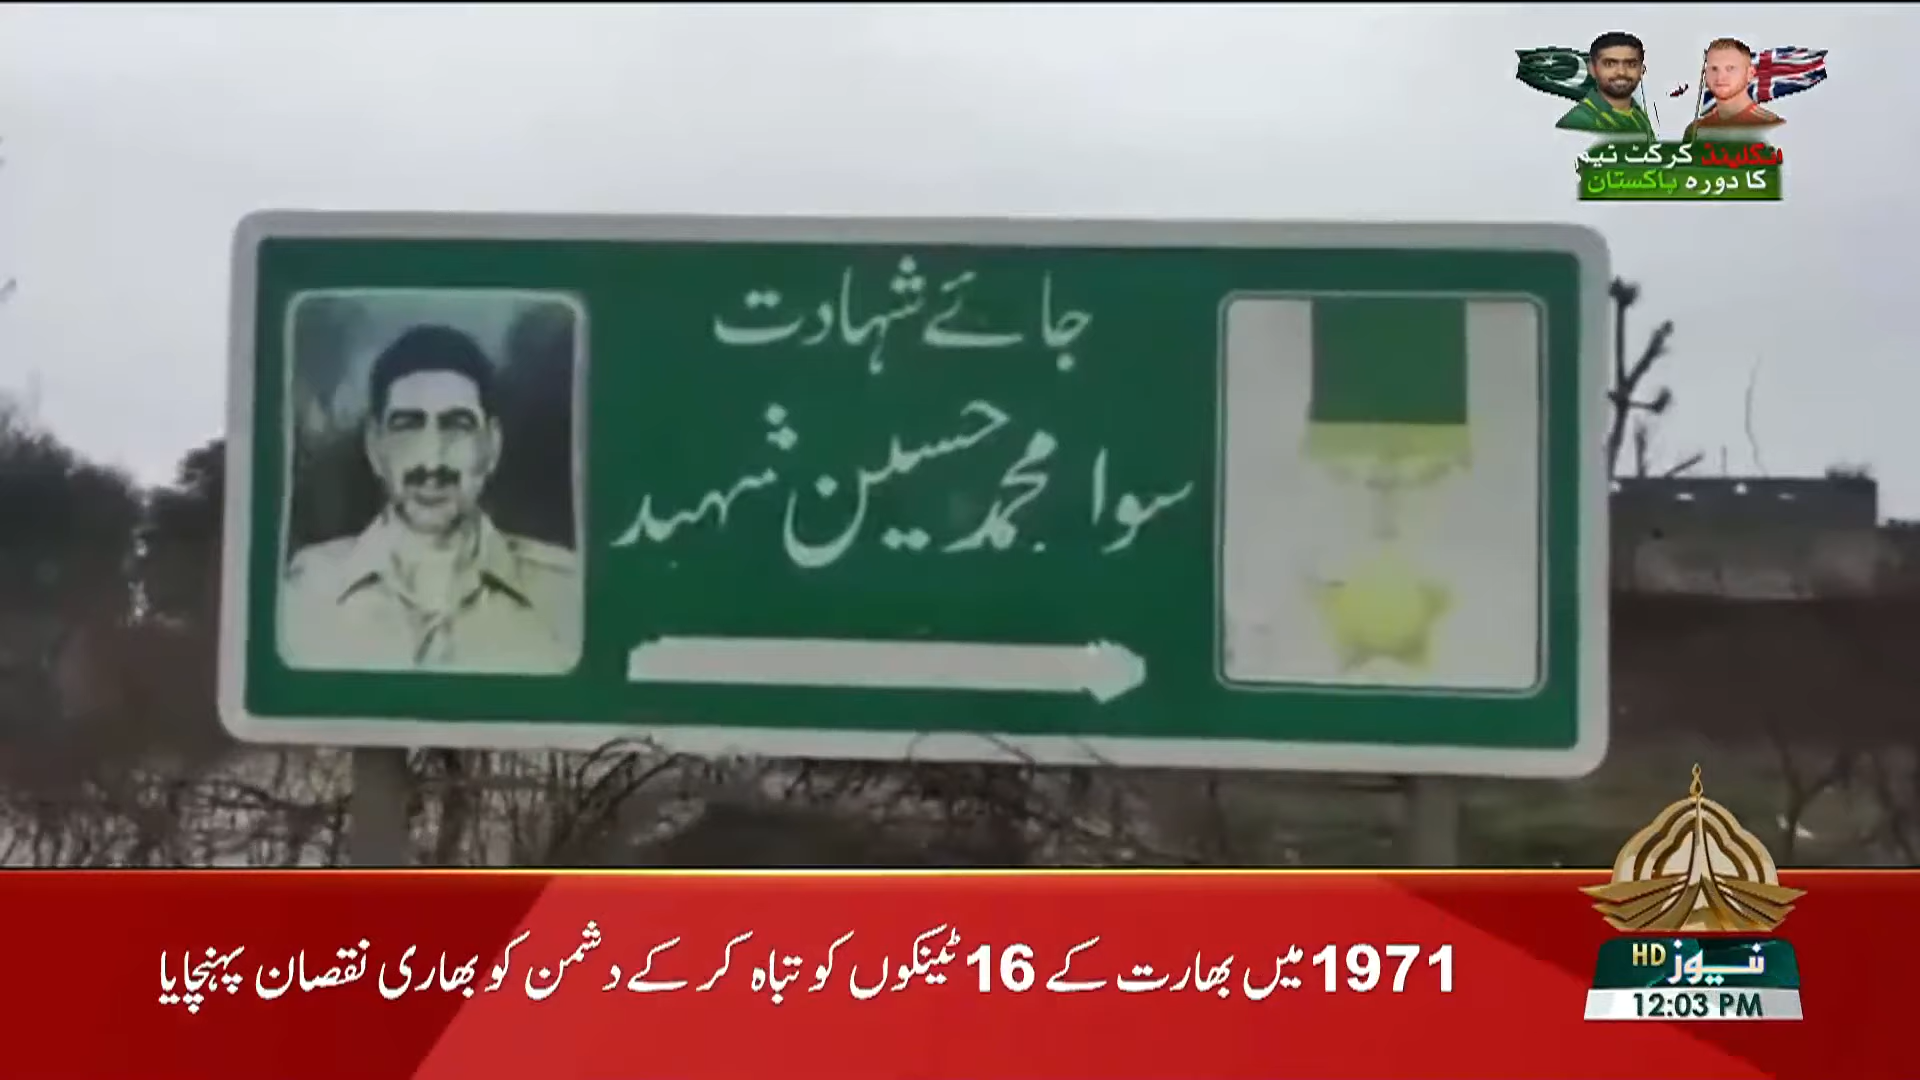 انگلینڈ کرکٹ ٹیم
کا دورہ پاکستان
جائے شہادت
سوا محمد حسین شہید
1971 میں بھارت کے 16 ٹینکوں کو تباہ کر کے دشمن کو بھاری نقصان پہنچایا
نیوز HD
12:03 PM